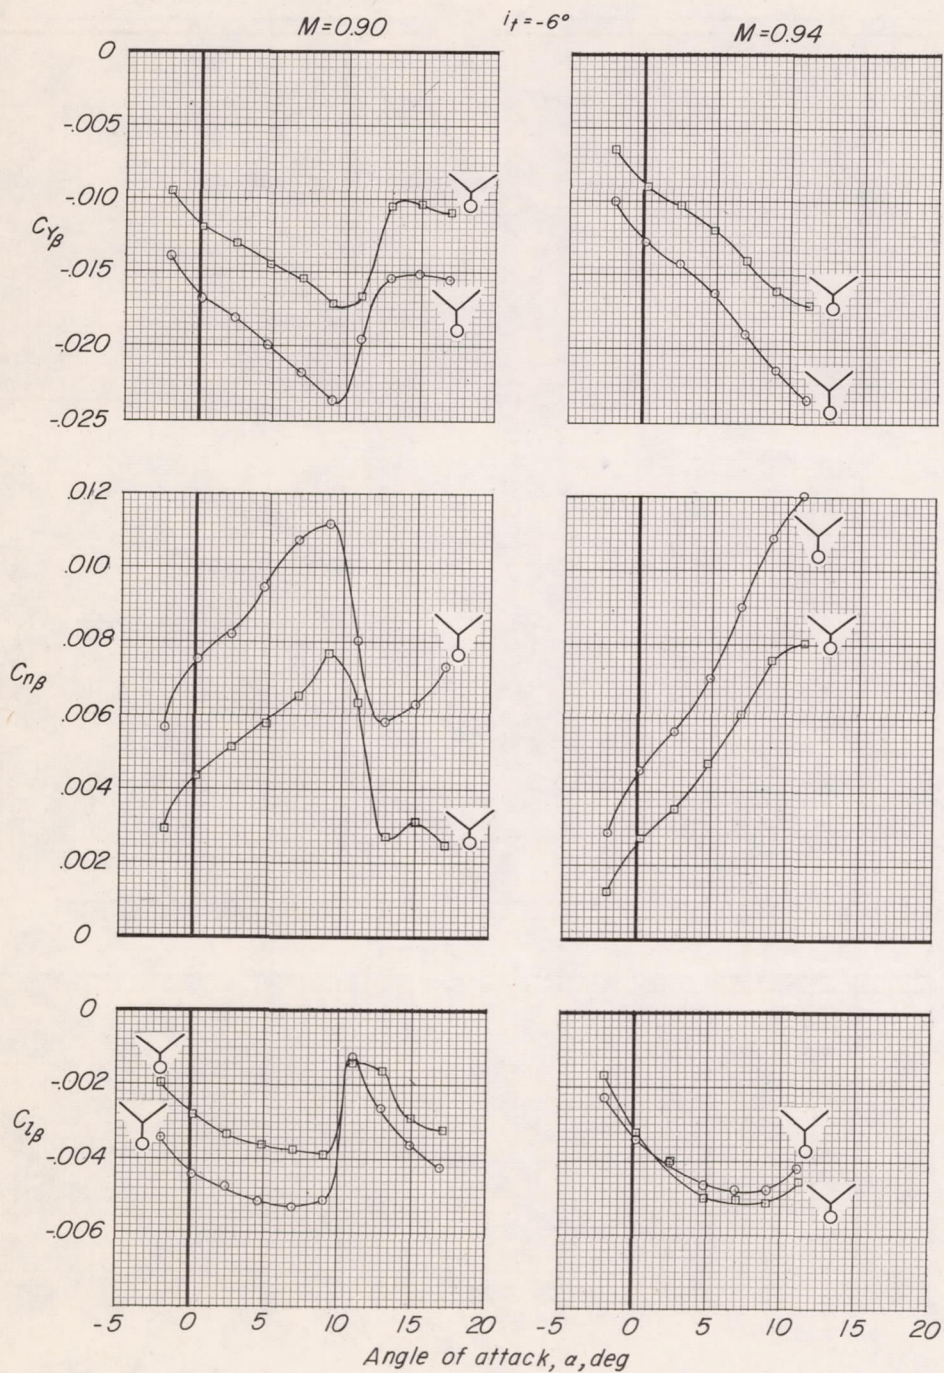 M=0.90
iₜ=-6°
M=0.94
0
-.005
-.010
-.015
-.020
-.025
C_Yβ
.012
.010
.008
.006
.004
.002
0
C_nβ
0
-.002
-.004
-.006
C_lβ
-5 0 5 10 15 20
-5 0 5 10 15 20
Angle of attack, α, deg